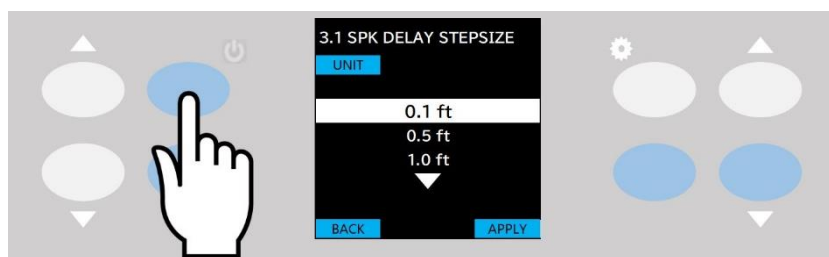 3.1 SPK DELAY STEPSIZE
UNIT
0.1 ft
0.5 ft
1.0 ft
BACK APPLY